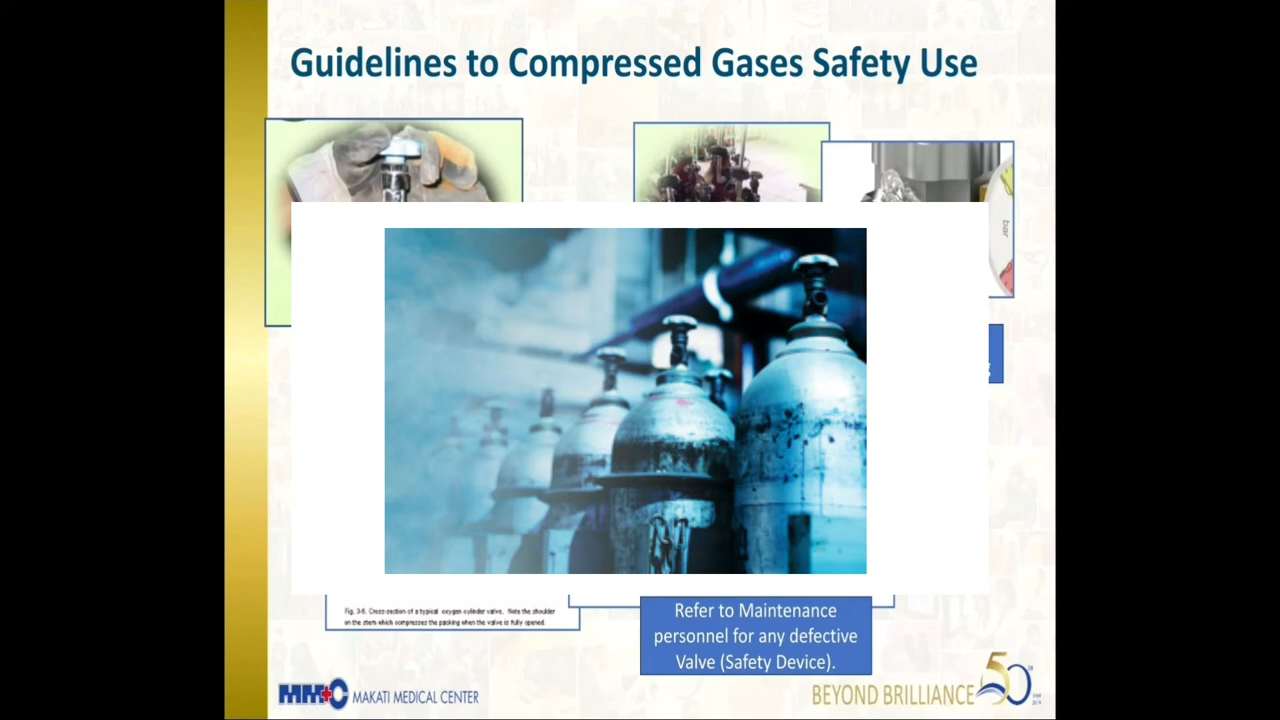 Guidelines to Compressed Gases Safety Use
bar
Fig. 3-5. Cross-section of a typical oxygen cylinder valve. Note the shoulder
on the stem which compresses the packing when the valve is fully opened.
Refer to Maintenance
personnel for any defective
Valve (Safety Device).
MMC MAKATI MEDICAL CENTER
BEYOND BRILLIANCE 50